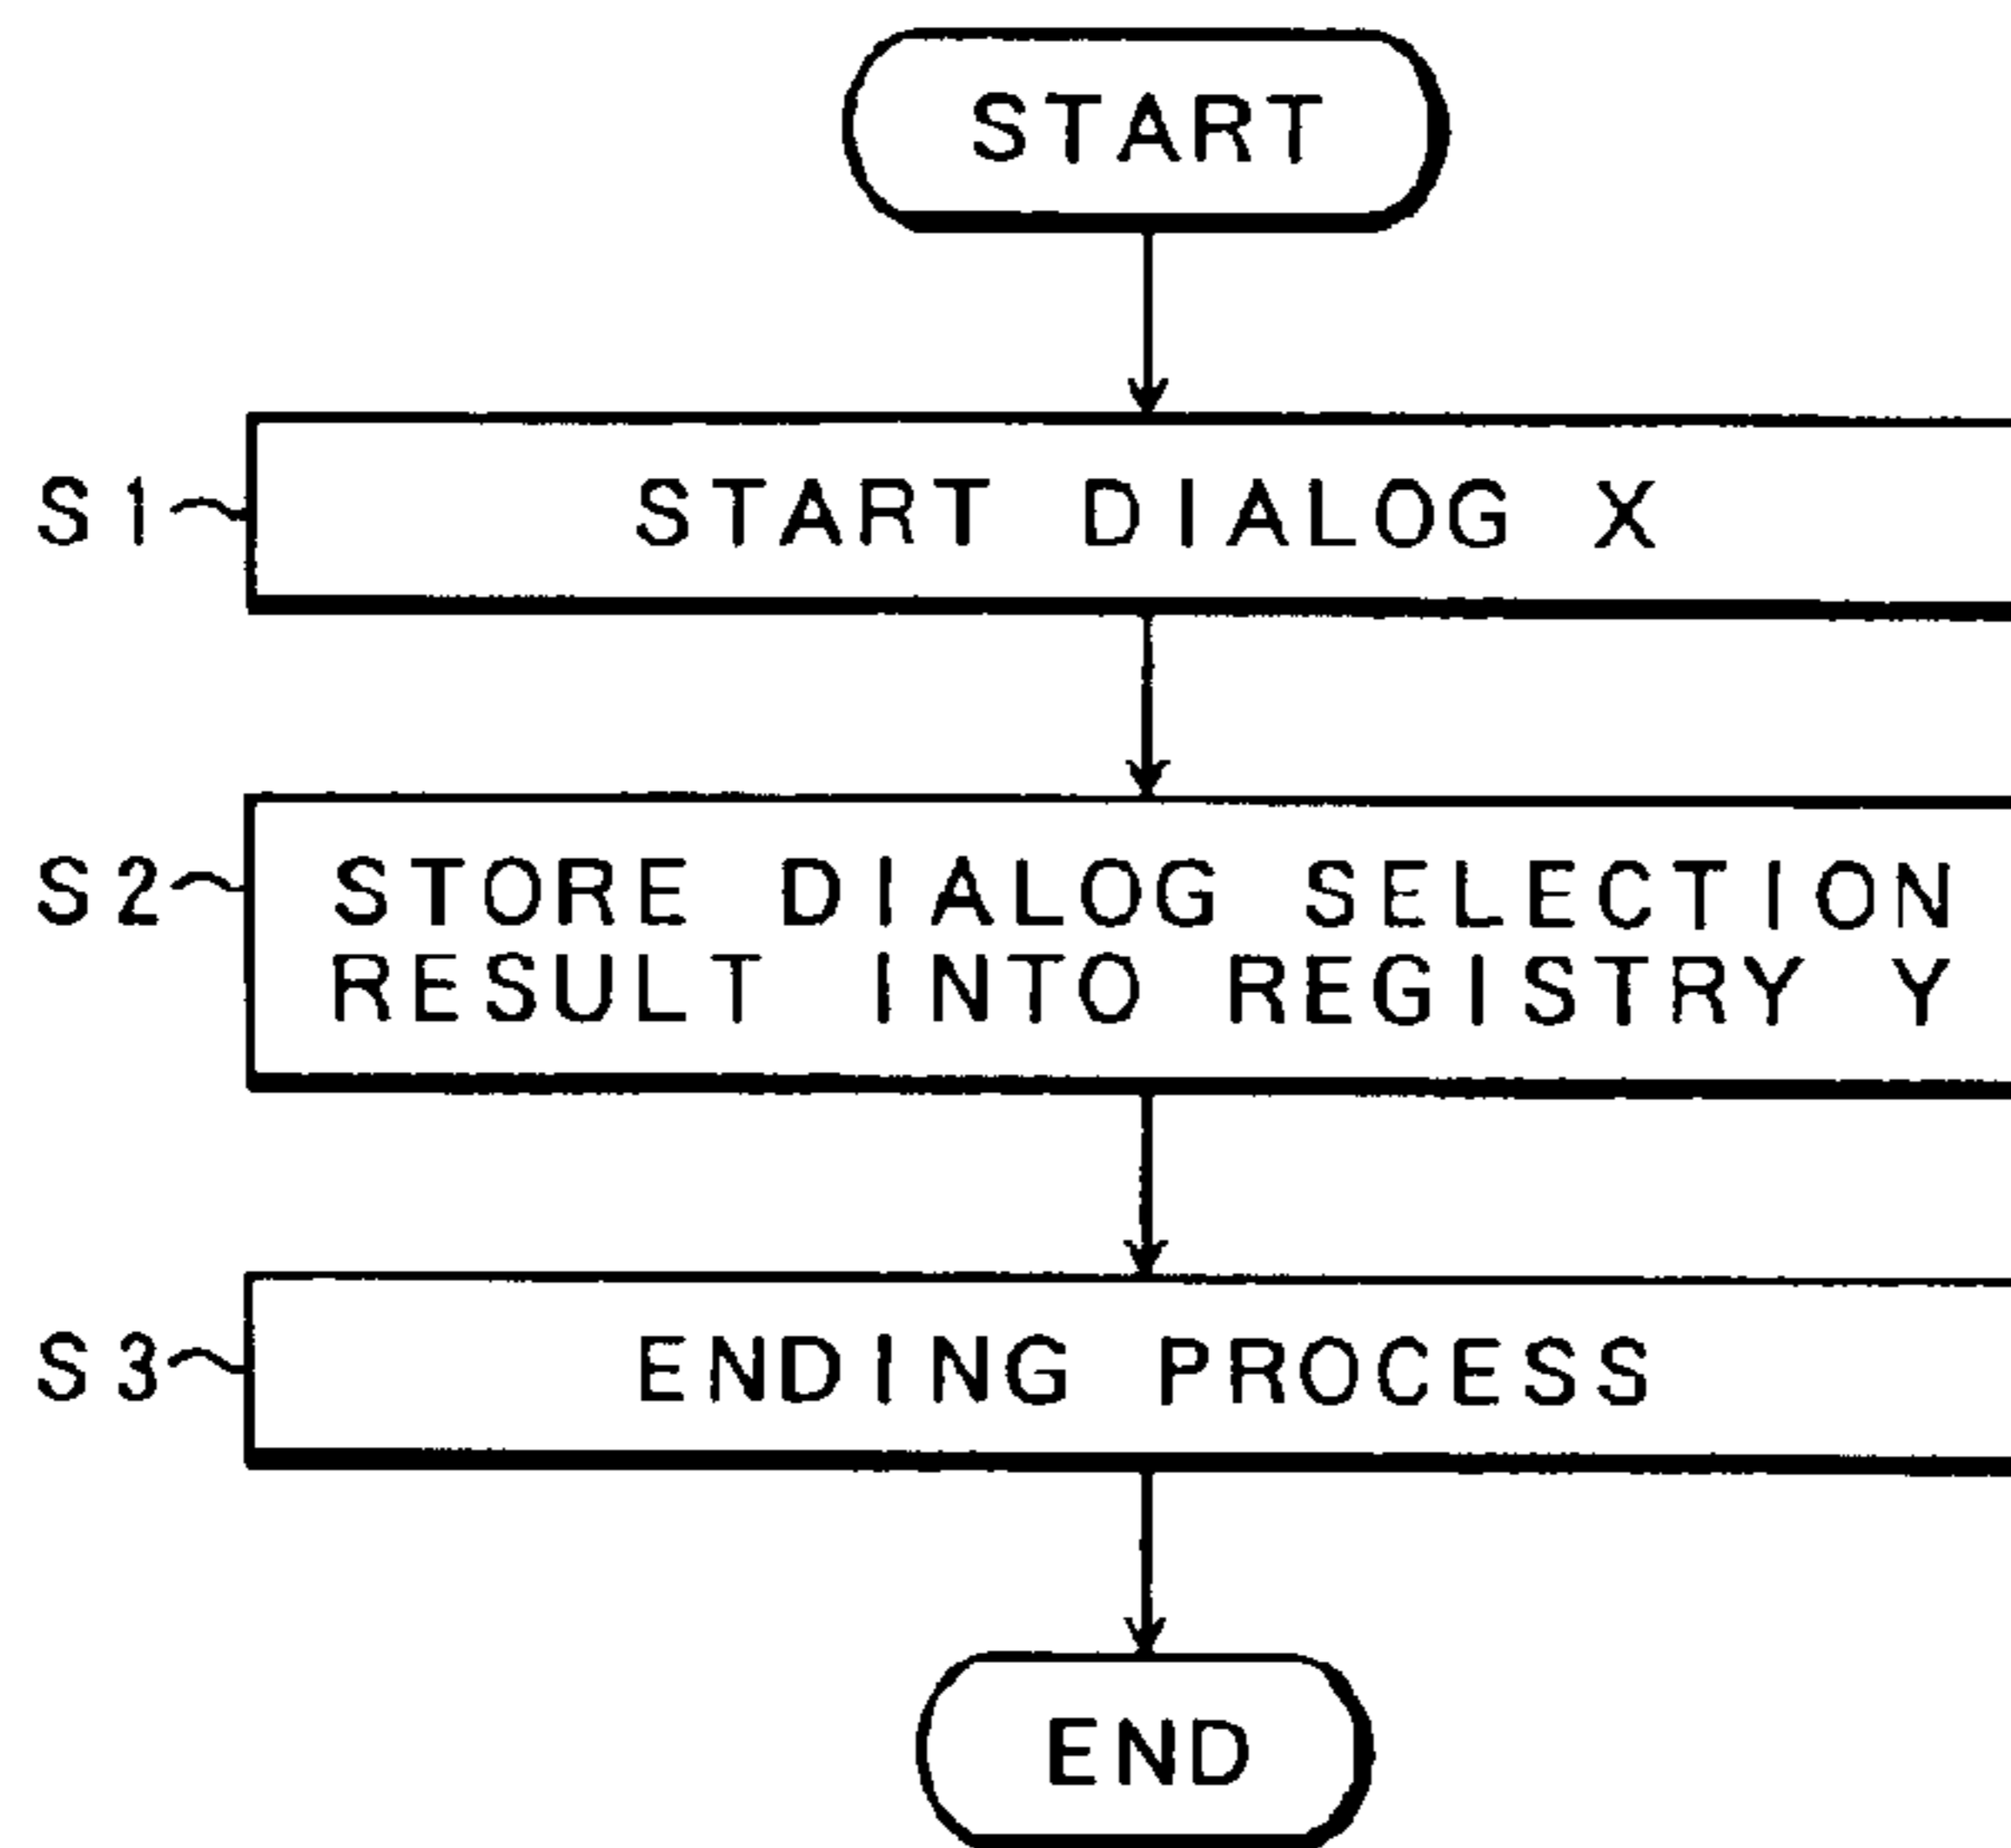 START
S1 START DIALOG X
S2 STORE DIALOG SELECTION
RESULT INTO REGISTRY Y
S3 ENDING PROCESS
END